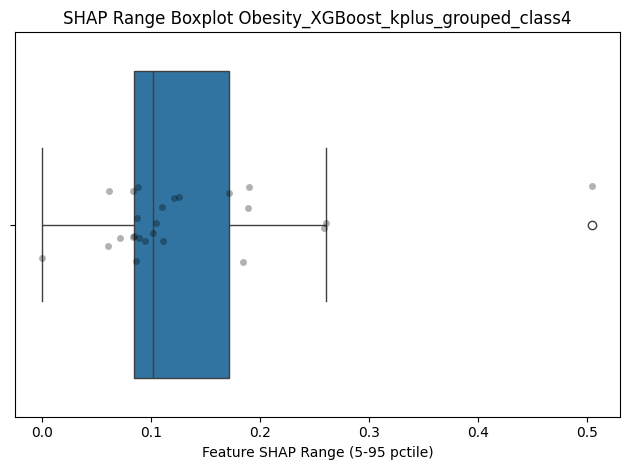 SHAP Range Boxplot Obesity_XGBoost_kplus_grouped_class4
0.0 0.1 0.2 0.3 0.4 0.5
Feature SHAP Range (5-95 pctile)